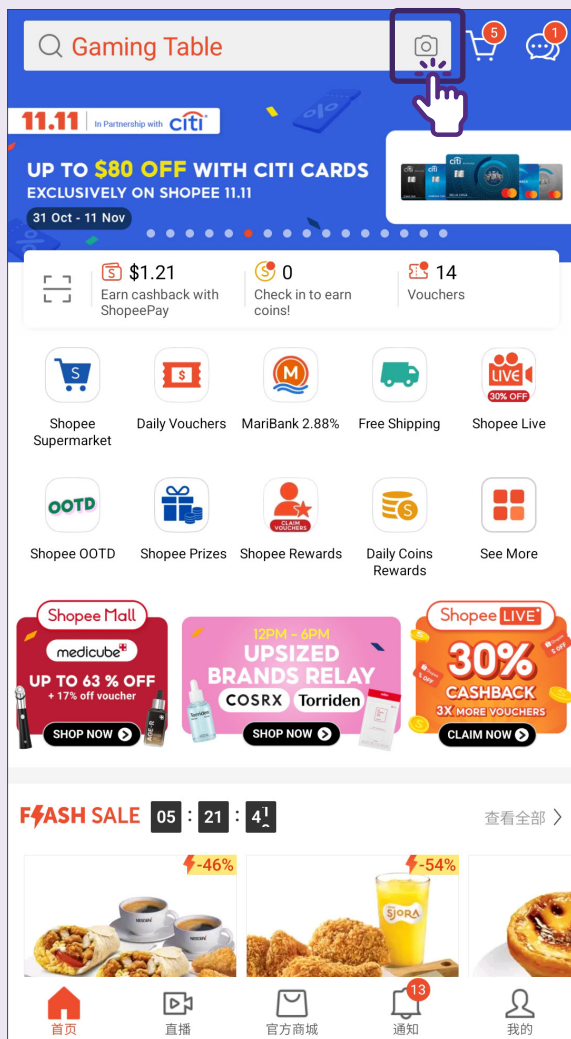 Gaming Table
5
1
11.11 In Partnership with citi
UP TO $80 OFF WITH CITI CARDS
EXCLUSIVELY ON SHOPEE 11.11
31 Oct - 11 Nov
$1.21
Earn cashback with
ShopeePay
0
Check in to earn
coins!
14
Vouchers
LIVE
30% OFF
Shopee
Supermarket
Daily Vouchers
MariBank 2.88%
Free Shipping
Shopee Live
OOTD
CLAIM
VOUCHERS
Shopee OOTD
Shopee Prizes
Shopee Rewards
Daily Coins
Rewards
See More
Shopee Mall
medicube
UP TO 63 % OFF
+ 17% off voucher
AGE-R
SHOP NOW
12PM – 6PM
UPSIZED
BRANDS RELAY
COSRX Torriden
Torriden
SHOP NOW
Shopee LIVE
30%
CASHBACK
3X MORE VOUCHERS
CLAIM NOW
FLASH SALE 05 : 21 :
查看全部
-46%
-54%
NESCAFÉ
SJORA
首页
直播
官方商城
13
通知
我的